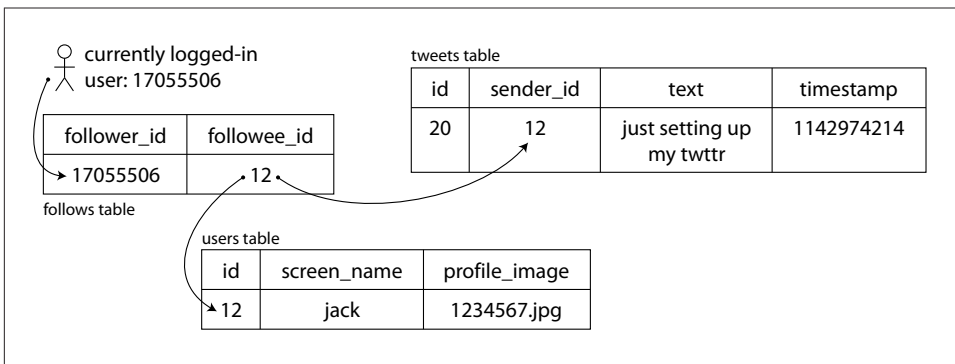 currently logged-in
user: 17055506
follower_id followee_id
17055506 12
follows table
tweets table
id sender_id text timestamp
20 12 just setting up 1142974214
my twttr
users table
id screen_name profile_image
12 jack 1234567.jpg